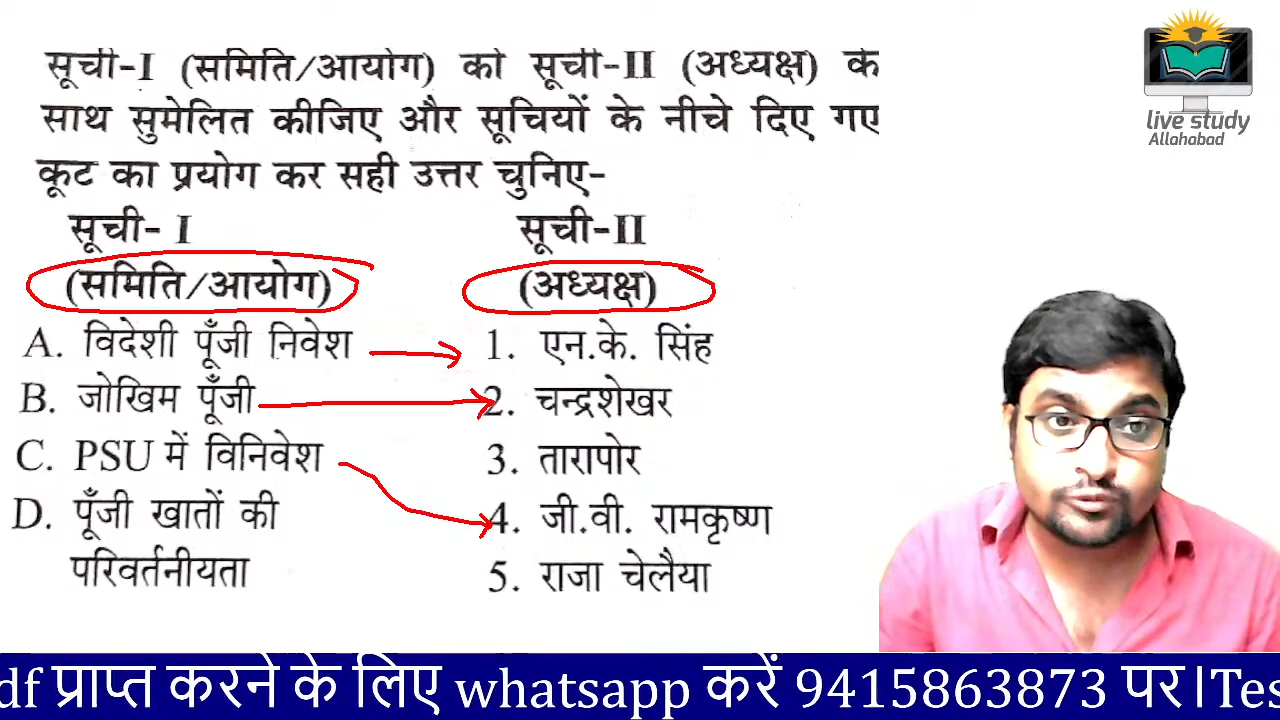 सूची-I (समिति/आयोग) को सूची-II (अध्यक्ष) के
साथ सुमेलित कीजिए और सूचियों के नीचे दिए गए
कूट का प्रयोग कर सही उत्तर चुनिए-
सूची- I सूची-II
(समिति/आयोग) (अध्यक्ष)
A. विदेशी पूँजी निवेश 1. एन.के. सिंह
B. जोखिम पूँजी 2. चन्द्रशेखर
C. PSU में विनिवेश 3. तारापोर
D. पूँजी खातों की 4. जी.वी. रामकृष्ण
परिवर्तनीयता 5. राजा चेलैया
live study
Allahabad
df प्राप्त करने के लिए whatsapp करें 9415863873 पर।Tes